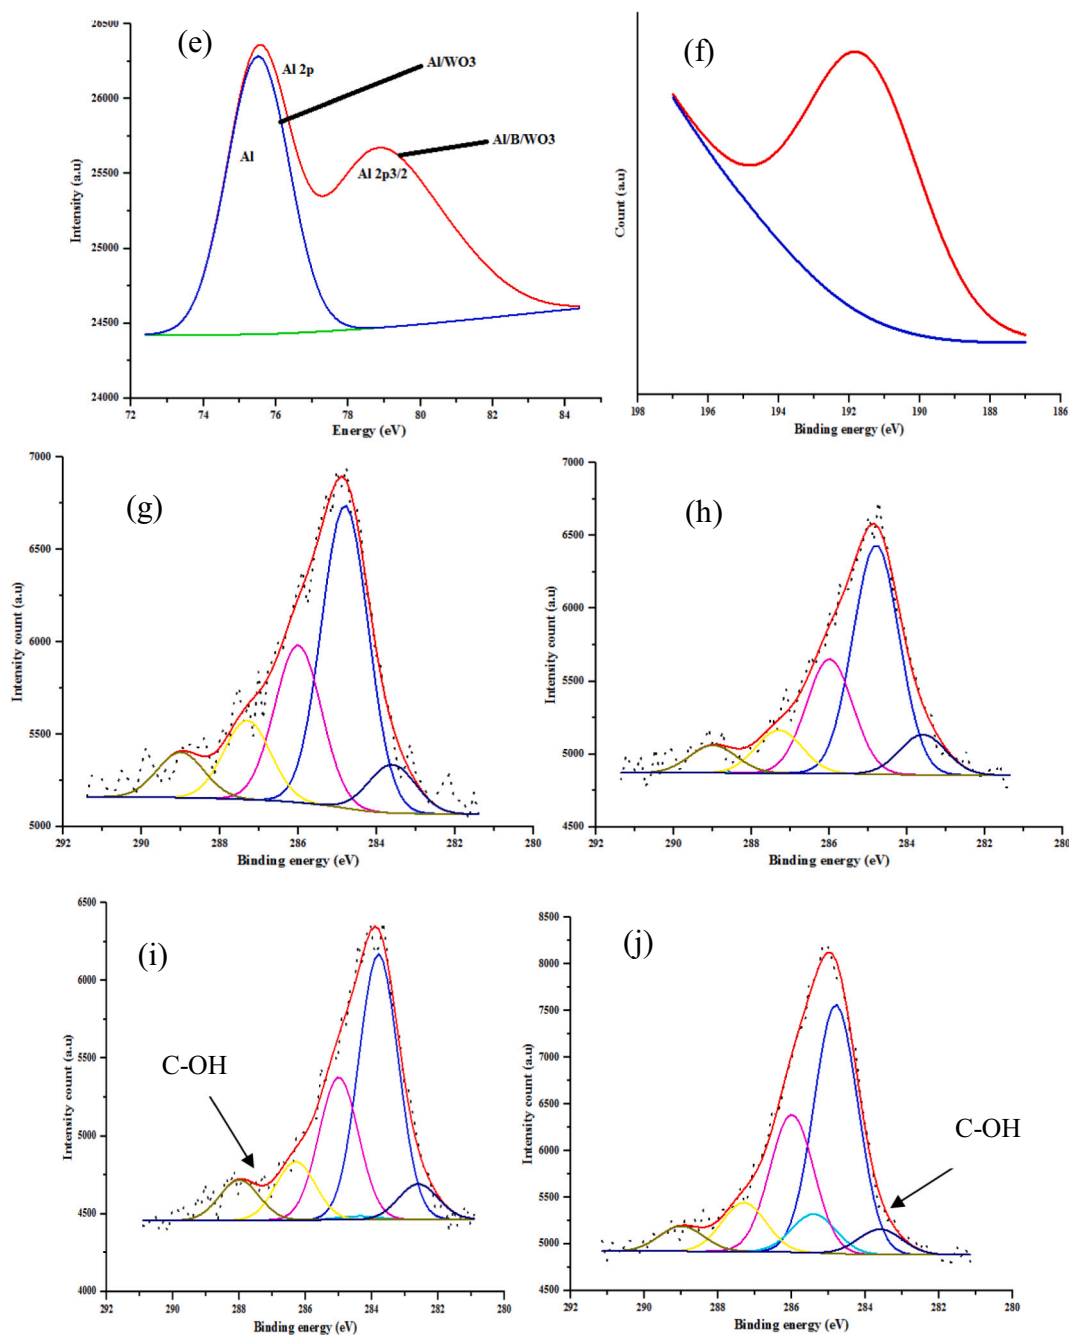 (e)
26500
26000
25500
25000
24500
24000
Intensity (a.u)
Al 2p
Al/WO3
Al
Al/B/WO3
Al 2p3/2
72 74 76 78 80 82 84
Energy (eV)
(f)
Count (a.u)
198 196 194 192 190 188 186
Binding energy (eV)
(g)
7000
6500
6000
5500
5000
Intensity count (a.u)
292 290 288 286 284 282 280
Binding energy (eV)
(h)
7000
6500
6000
5500
5000
4500
Intensity count (a.u)
292 290 288 286 284 282 280
Binding energy (eV)
(i)
6500
6000
5500
5000
4500
4000
Intensity count (a.u)
C-OH
292 290 288 286 284 282 280
Binding energy (eV)
(j)
8500
8000
7500
7000
6500
6000
5500
5000
4500
Intensity count (a.u)
C-OH
292 290 288 286 284 282 280
Binding energy (eV)